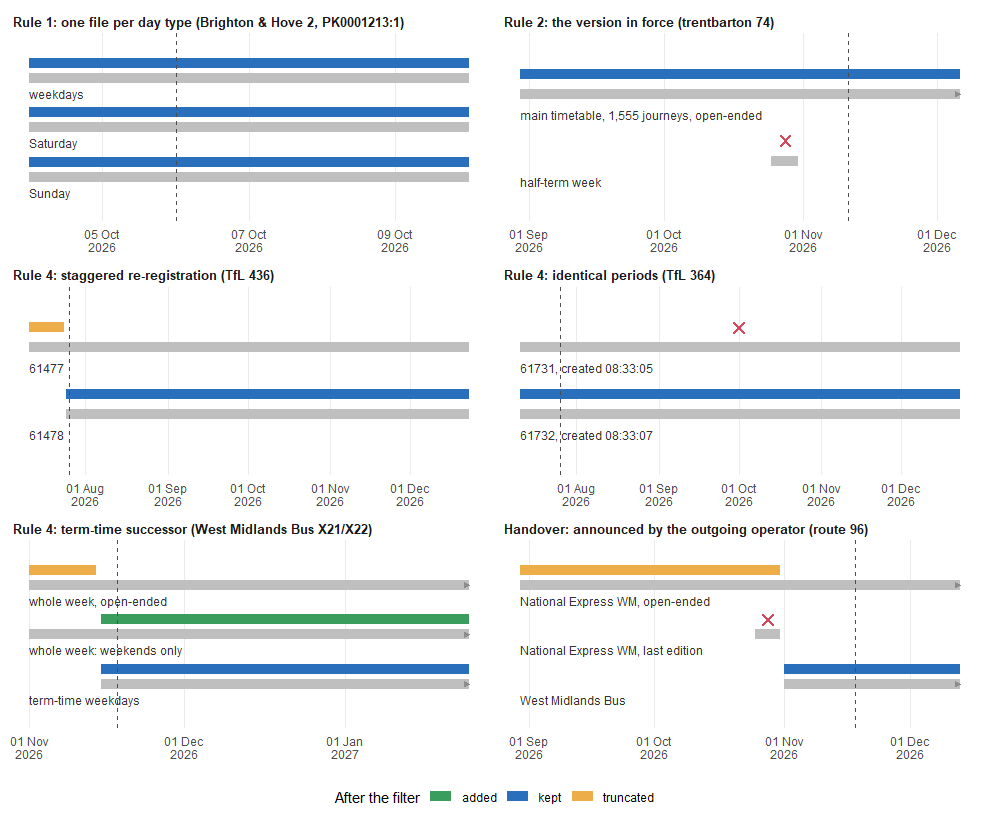 Rule 1: one file per day type (Brighton & Hove 2, PK0001213:1)
weekdays
Saturday
Sunday
05 Oct 2026
07 Oct 2026
09 Oct 2026
Rule 2: the version in force (trentbarton 74)
main timetable, 1,555 journeys, open-ended
half-term week
01 Sep 2026
01 Oct 2026
01 Nov 2026
01 Dec 2026
Rule 4: staggered re-registration (TfL 436)
61477
61478
01 Aug 2026
01 Sep 2026
01 Oct 2026
01 Nov 2026
01 Dec 2026
Rule 4: identical periods (TfL 364)
61731, created 08:33:05
61732, created 08:33:07
01 Aug 2026
01 Sep 2026
01 Oct 2026
01 Nov 2026
01 Dec 2026
Rule 4: term-time successor (West Midlands Bus X21/X22)
whole week, open-ended
whole week: weekends only
term-time weekdays
01 Nov 2026
01 Dec 2026
01 Jan 2027
Handover: announced by the outgoing operator (route 96)
National Express WM, open-ended
National Express WM, last edition
West Midlands Bus
01 Sep 2026
01 Oct 2026
01 Nov 2026
01 Dec 2026
After the filter added kept truncated